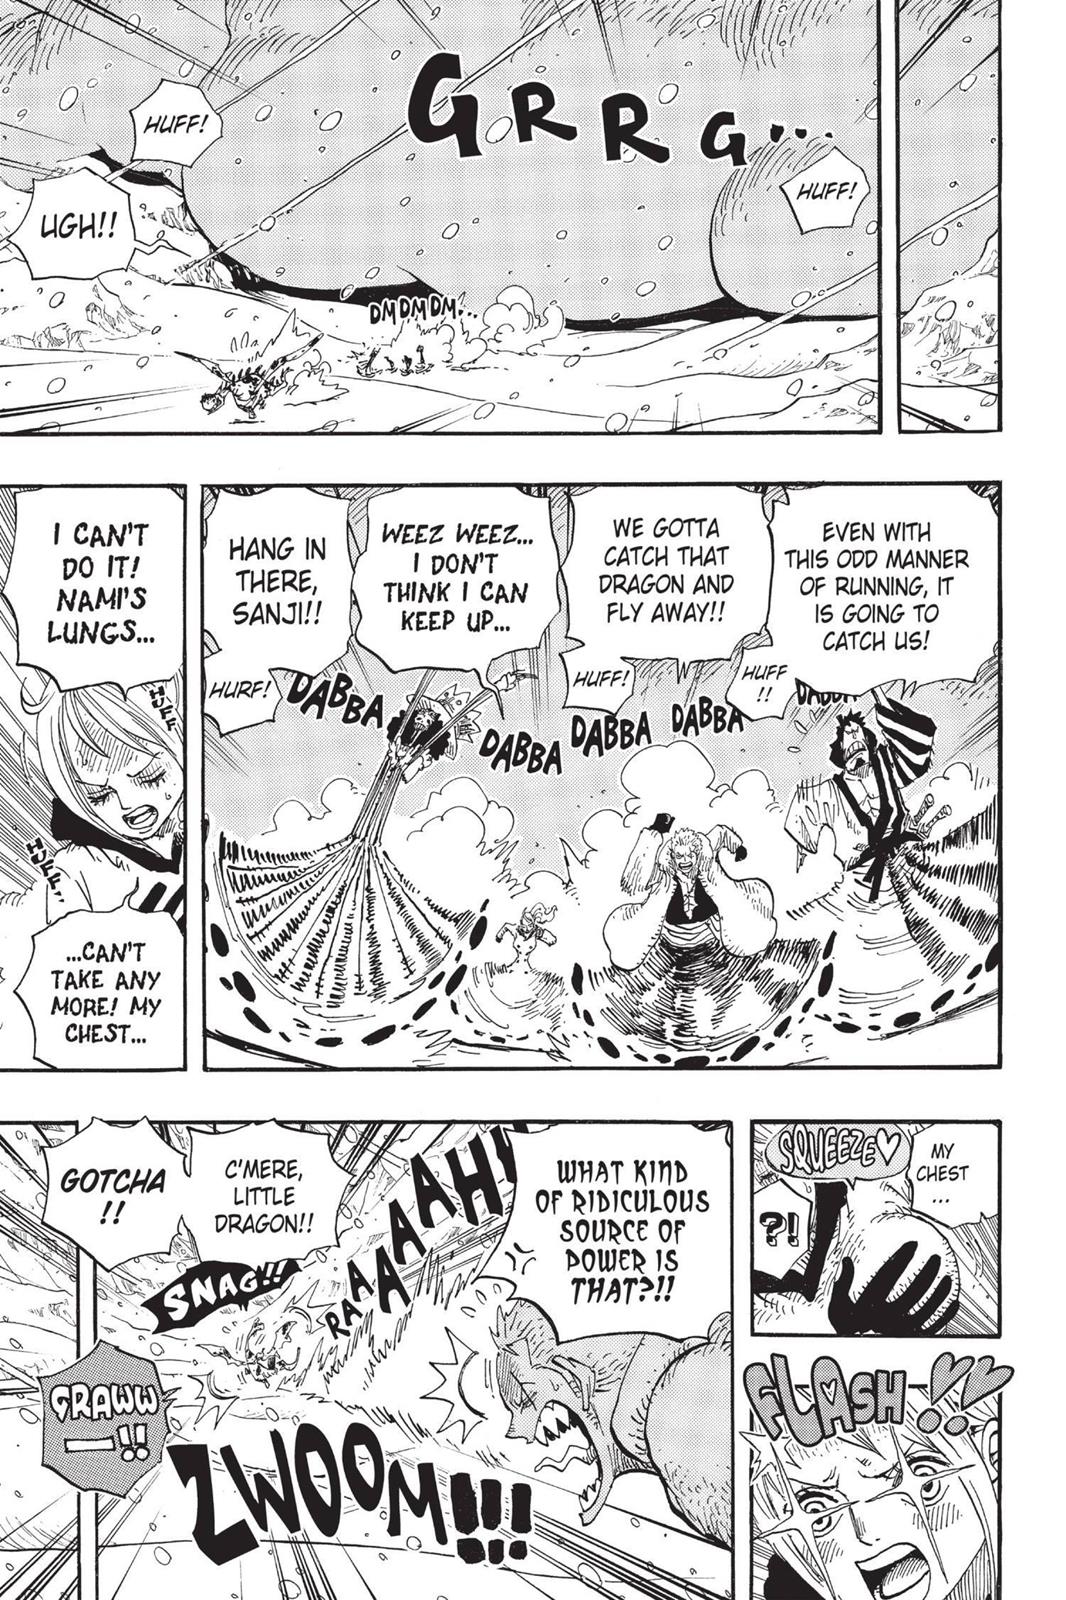 GRRG...
HUFF!
HUFF!
UGH!!
DMDMDM...
EVEN WITH
THIS ODD MANNER
OF RUNNING, IT
IS GOING TO
CATCH US!
HUFF
!!
DABBA
WE GOTTA
CATCH THAT
DRAGON AND
FLY AWAY!!
HUFF!
DABBA
DABBA
WEEZ WEEZ...
I DON'T
THINK I CAN
KEEP UP...
DABBA
HANG IN
THERE,
SANJI!!
HURF!
DABBA
I CAN'T
DO IT!
NAMI'S
LUNGS...
HUFF
HUFF..
...CAN'T
TAKE ANY
MORE! MY
CHEST...
MY
CHEST
...
SQUEEZE♥
?!
FLASH!!♥♥
WHAT KIND
OF RIDICULOUS
SOURCE OF
POWER IS
THAT?!!
RAAAAAAH!
C'MERE,
LITTLE
DRAGON!!
SNAG!!
GOTCHA
!!
GRAWW
—!!
ZWOOM!!!